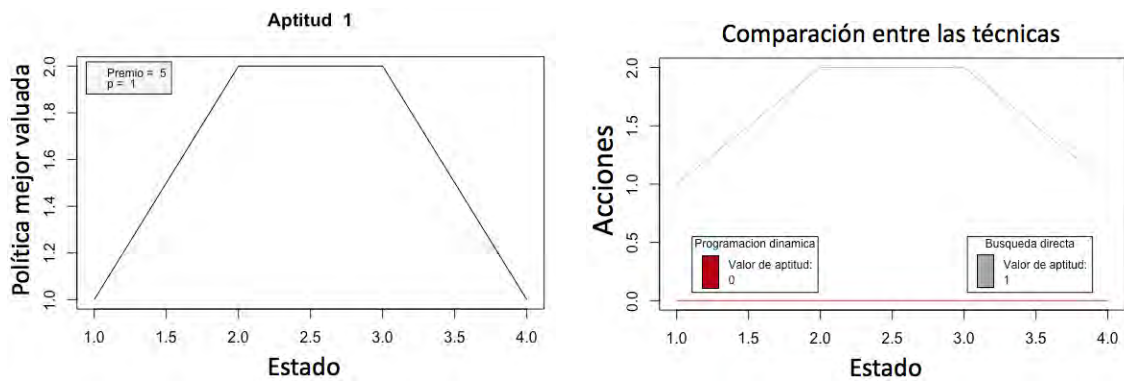 Aptitud 1
Premio = 5
p = 1
Política mejor valuada
2.0
1.8
1.6
1.4
1.2
1.0
1.0 1.5 2.0 2.5 3.0 3.5 4.0
Estado
Comparación entre las técnicas
Acciones
2.0
1.5
1.0
0.5
0.0
Programacion dinamica
Valor de aptitud:
0
Busqueda directa
Valor de aptitud:
1
1.0 1.5 2.0 2.5 3.0 3.5 4.0
Estado